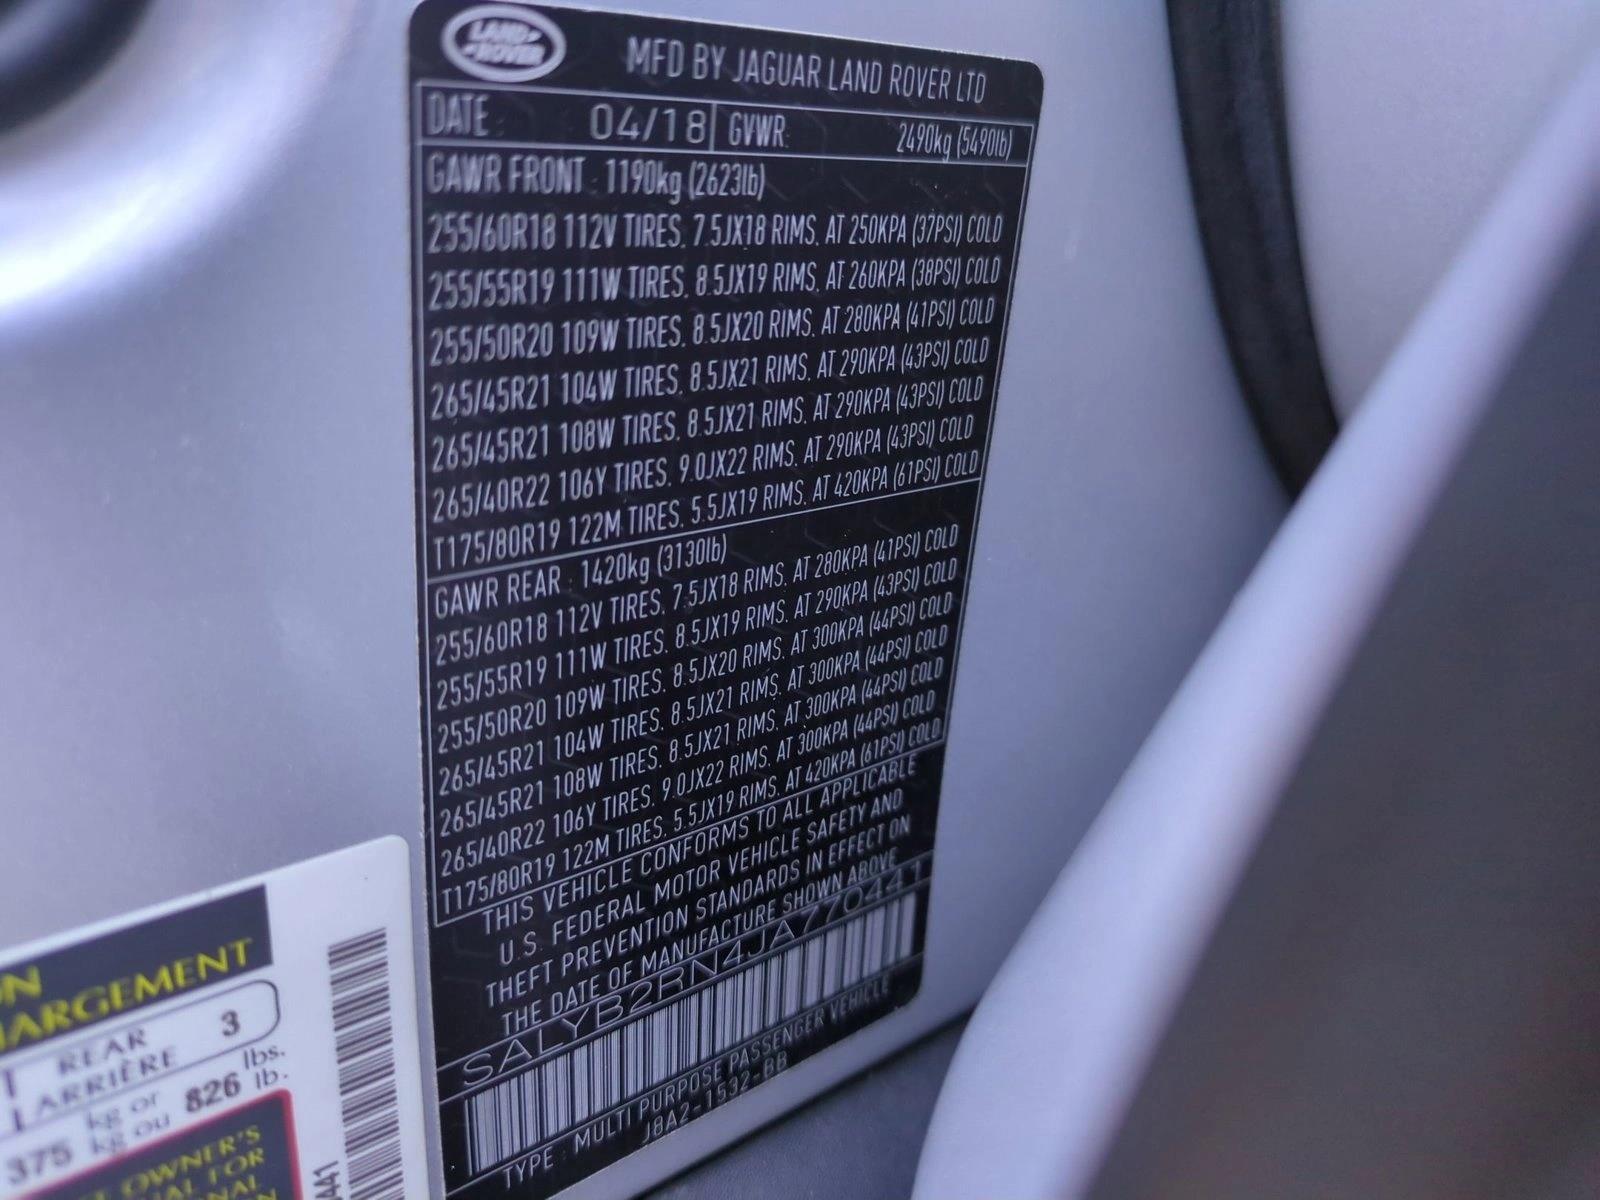 LAND ROVER
MFD BY JAGUAR LAND ROVER LTD
DATE : 04/18 GVWR: 2490kg (5490lb)
GAWR FRONT : 1190kg (2623lb)
255/60R18 112V TIRES, 7.5JX18 RIMS, AT 250KPA (37PSI) COLD
255/55R19 111W TIRES, 8.5JX19 RIMS, AT 260KPA (38PSI) COLD
255/50R20 109W TIRES, 8.5JX20 RIMS, AT 280KPA (41PSI) COLD
265/45R21 104W TIRES, 8.5JX21 RIMS, AT 290KPA (43PSI) COLD
265/45R21 108W TIRES, 8.5JX21 RIMS, AT 290KPA (43PSI) COLD
265/40R22 106Y TIRES, 9.0JX22 RIMS, AT 290KPA (43PSI) COLD
T175/80R19 122M TIRES, 5.5JX19 RIMS, AT 420KPA (61PSI) COLD
GAWR REAR : 1420kg (3130lb)
255/60R18 112V TIRES, 7.5JX18 RIMS, AT 280KPA (41PSI) COLD
255/55R19 111W TIRES, 8.5JX19 RIMS, AT 290KPA (43PSI) COLD
255/50R20 109W TIRES, 8.5JX20 RIMS, AT 300KPA (44PSI) COLD
265/45R21 104W TIRES, 8.5JX21 RIMS, AT 300KPA (44PSI) COLD
265/45R21 108W TIRES, 8.5JX21 RIMS, AT 300KPA (44PSI) COLD
265/40R22 106Y TIRES, 9.0JX22 RIMS, AT 300KPA (44PSI) COLD
T175/80R19 122M TIRES, 5.5JX19 RIMS, AT 420KPA (61PSI) COLD
THIS VEHICLE CONFORMS TO ALL APPLICABLE
U.S. FEDERAL MOTOR VEHICLE SAFETY AND
THEFT PREVENTION STANDARDS IN EFFECT ON
THE DATE OF MANUFACTURE SHOWN ABOVE
SALYB2RN4JA770441
TYPE : MULTI PURPOSE PASSENGER VEHICLE
J8A2-1532-BB
ON
HARGEMENT
REAR 3
ARRIÈRE
375 kg or 826 lbs.
kg ou lb.
OWNER'S
FOR
441